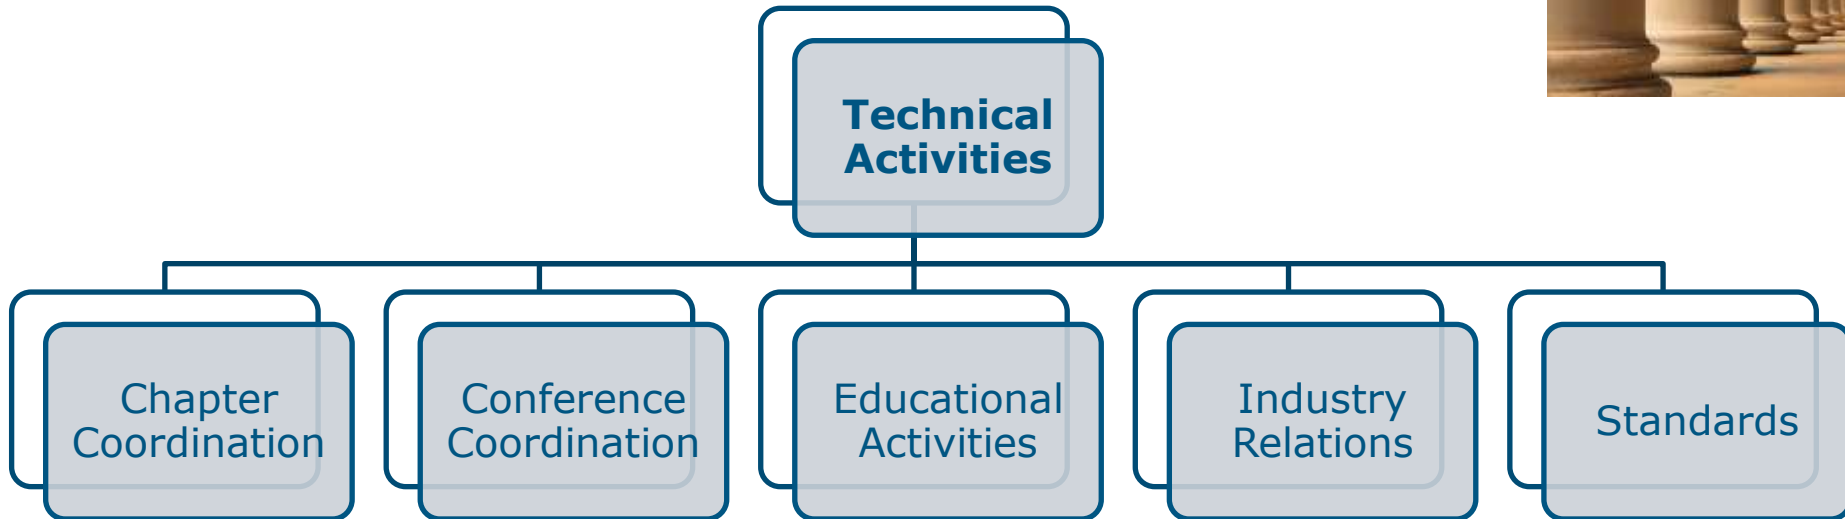 Technical
Activities
Chapter
Coordination
Conference
Coordination
Educational
Activities
Industry
Relations
Standards